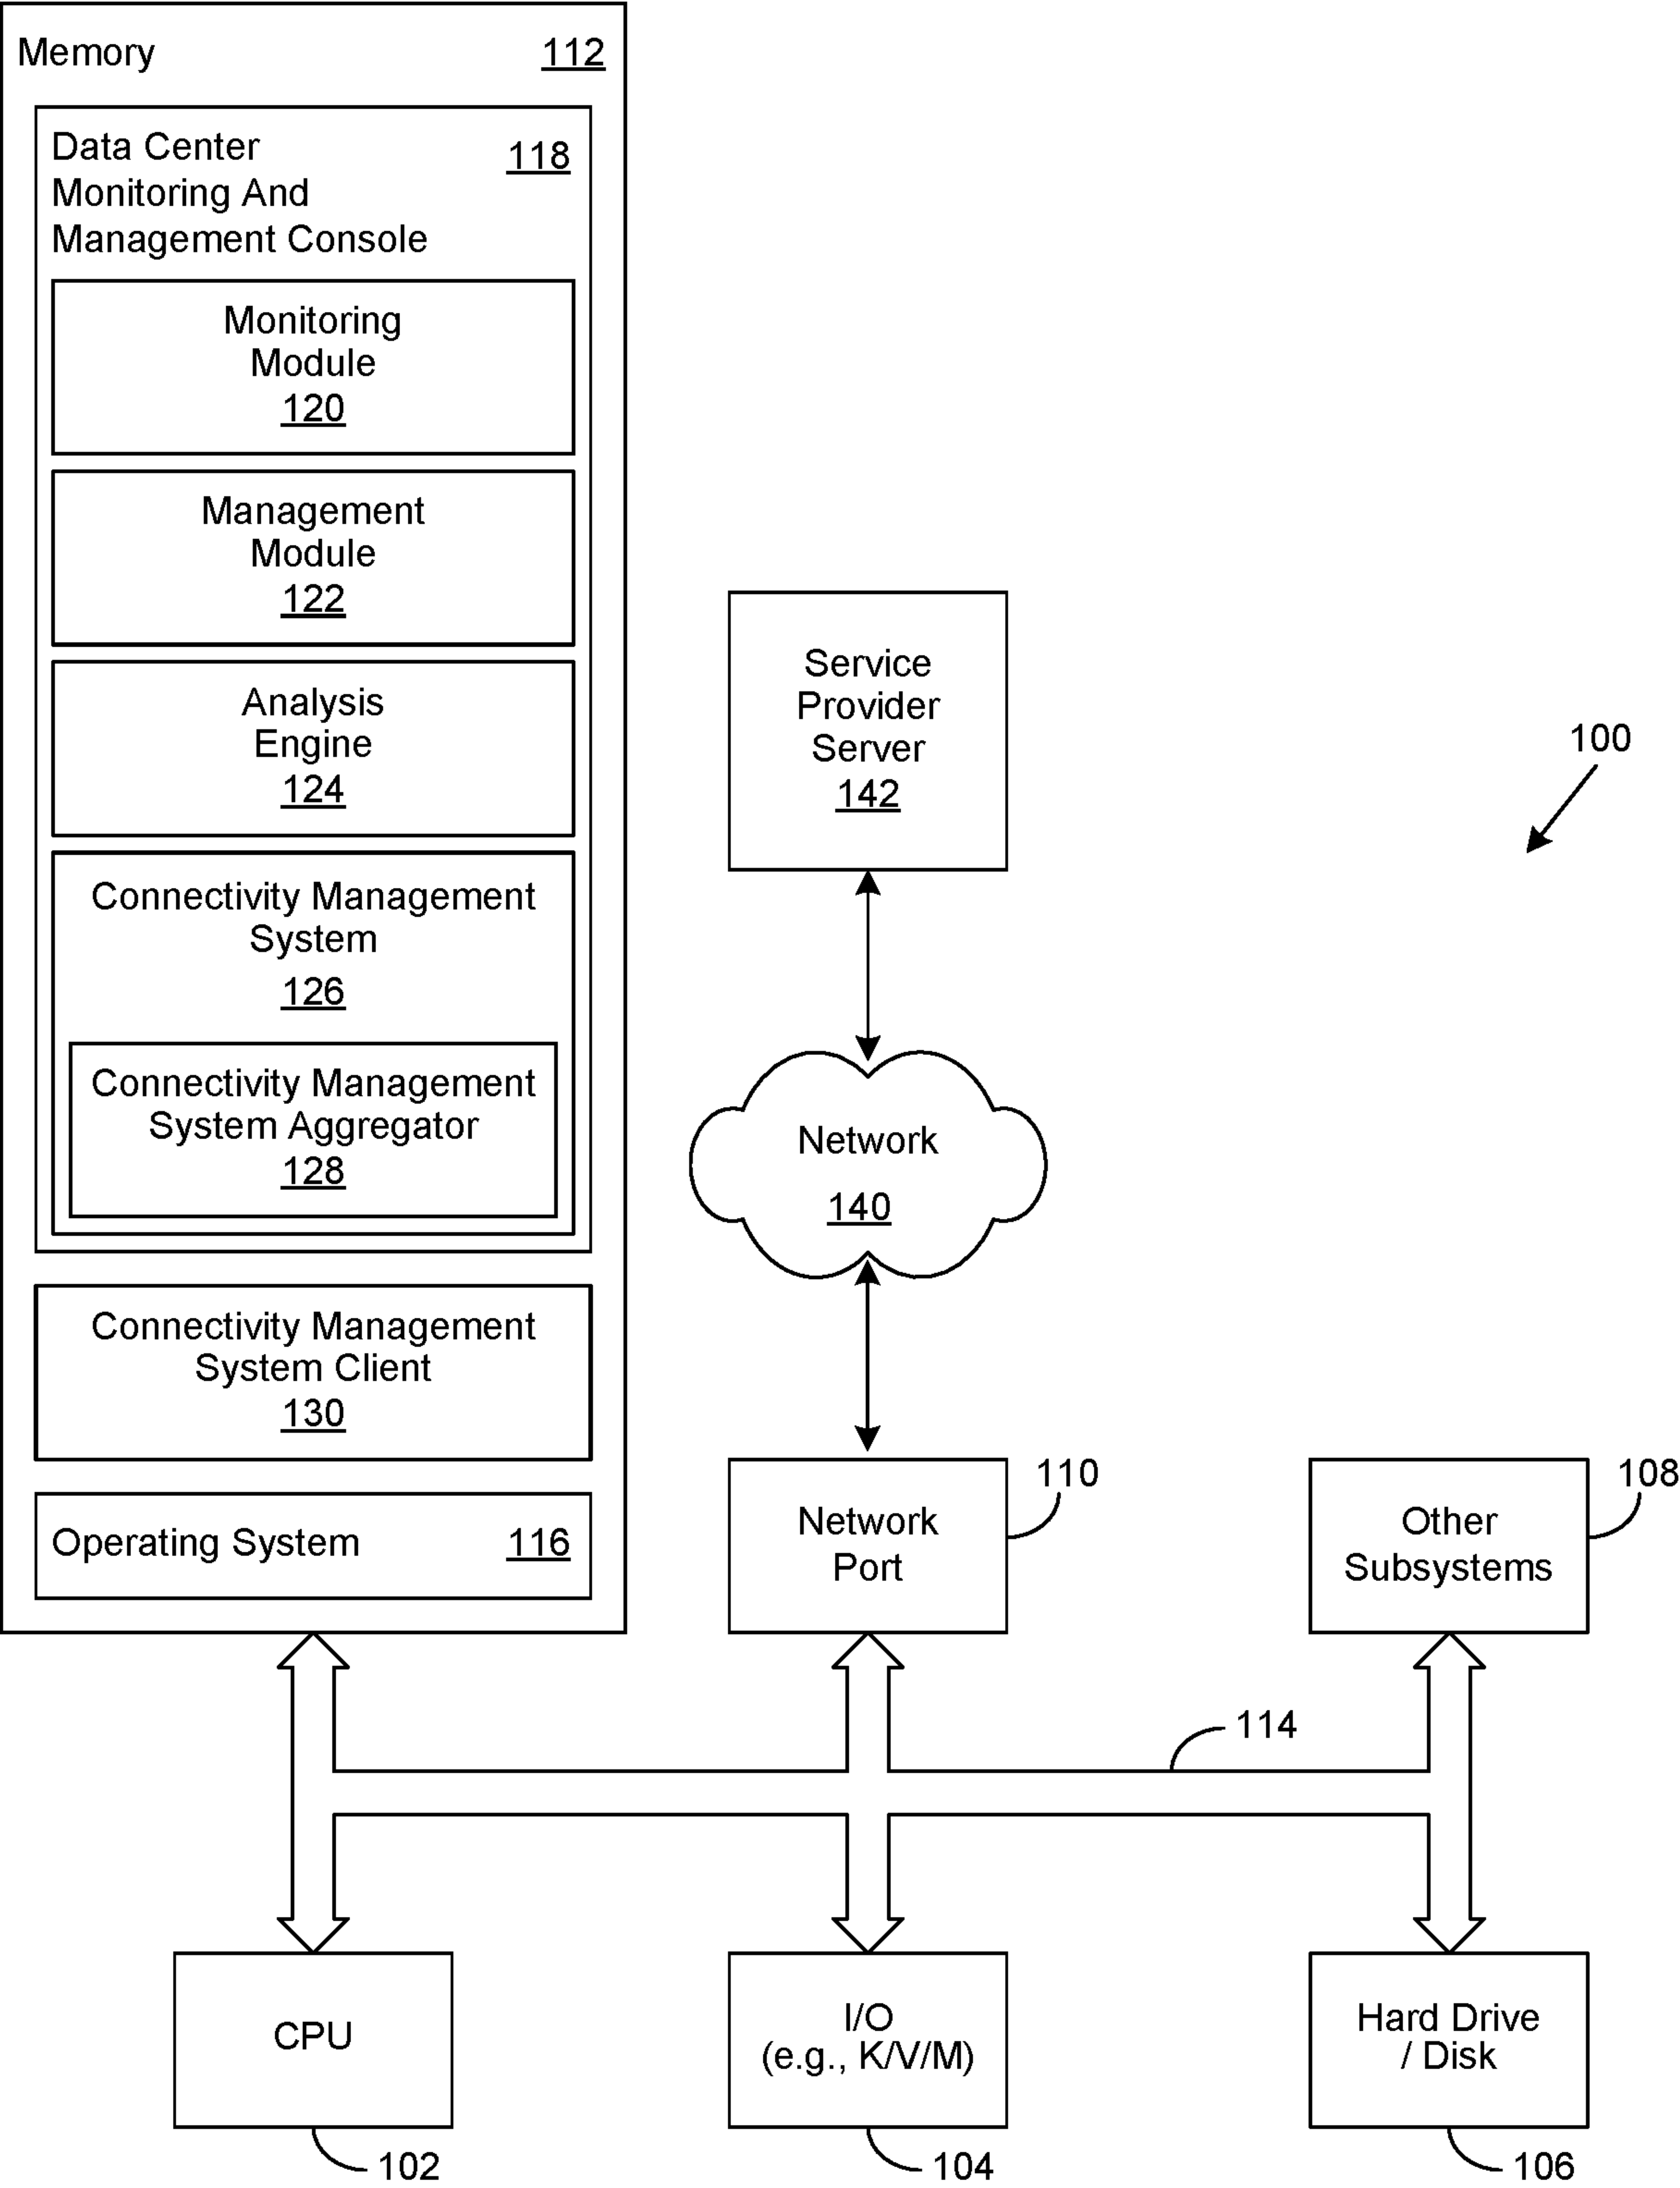 Memory 112
Data Center 118
Monitoring And
Management Console
Monitoring
Module
120
Management
Module
122
Analysis
Engine
124
Connectivity Management
System
126
Connectivity Management
System Aggregator
128
Connectivity Management
System Client
130
Operating System 116
Service
Provider
Server
142
100
Network
140
Network
Port
110
Other
Subsystems
108
114
CPU
102
I/O
(e.g., K/V/M)
104
Hard Drive
/ Disk
106